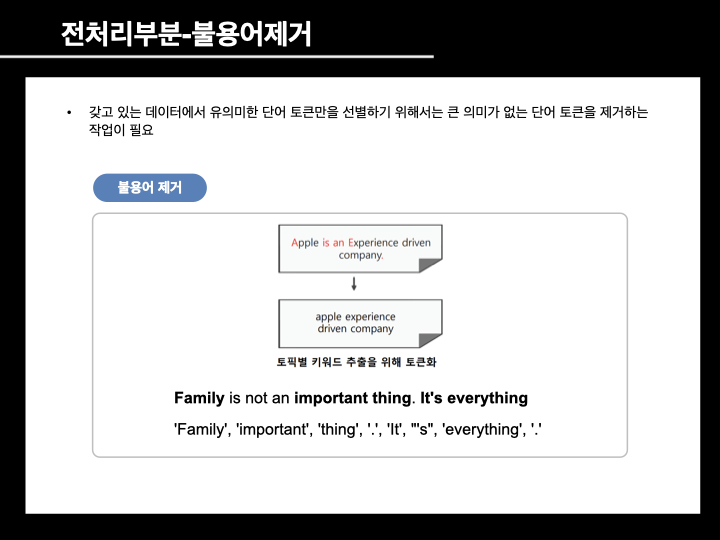 전처리부분-불용어제거
• 갖고 있는 데이터에서 유의미한 단어 토큰만을 선별하기 위해서는 큰 의미가 없는 단어 토큰을 제거하는
작업이 필요
불용어 제거
Apple is an Experience driven
company.
apple experience
driven company
토픽별 키워드 추출을 위해 토큰화
Family is not an important thing. It's everything
'Family', 'important', 'thing', '.', 'It', "'s", 'everything', '.'